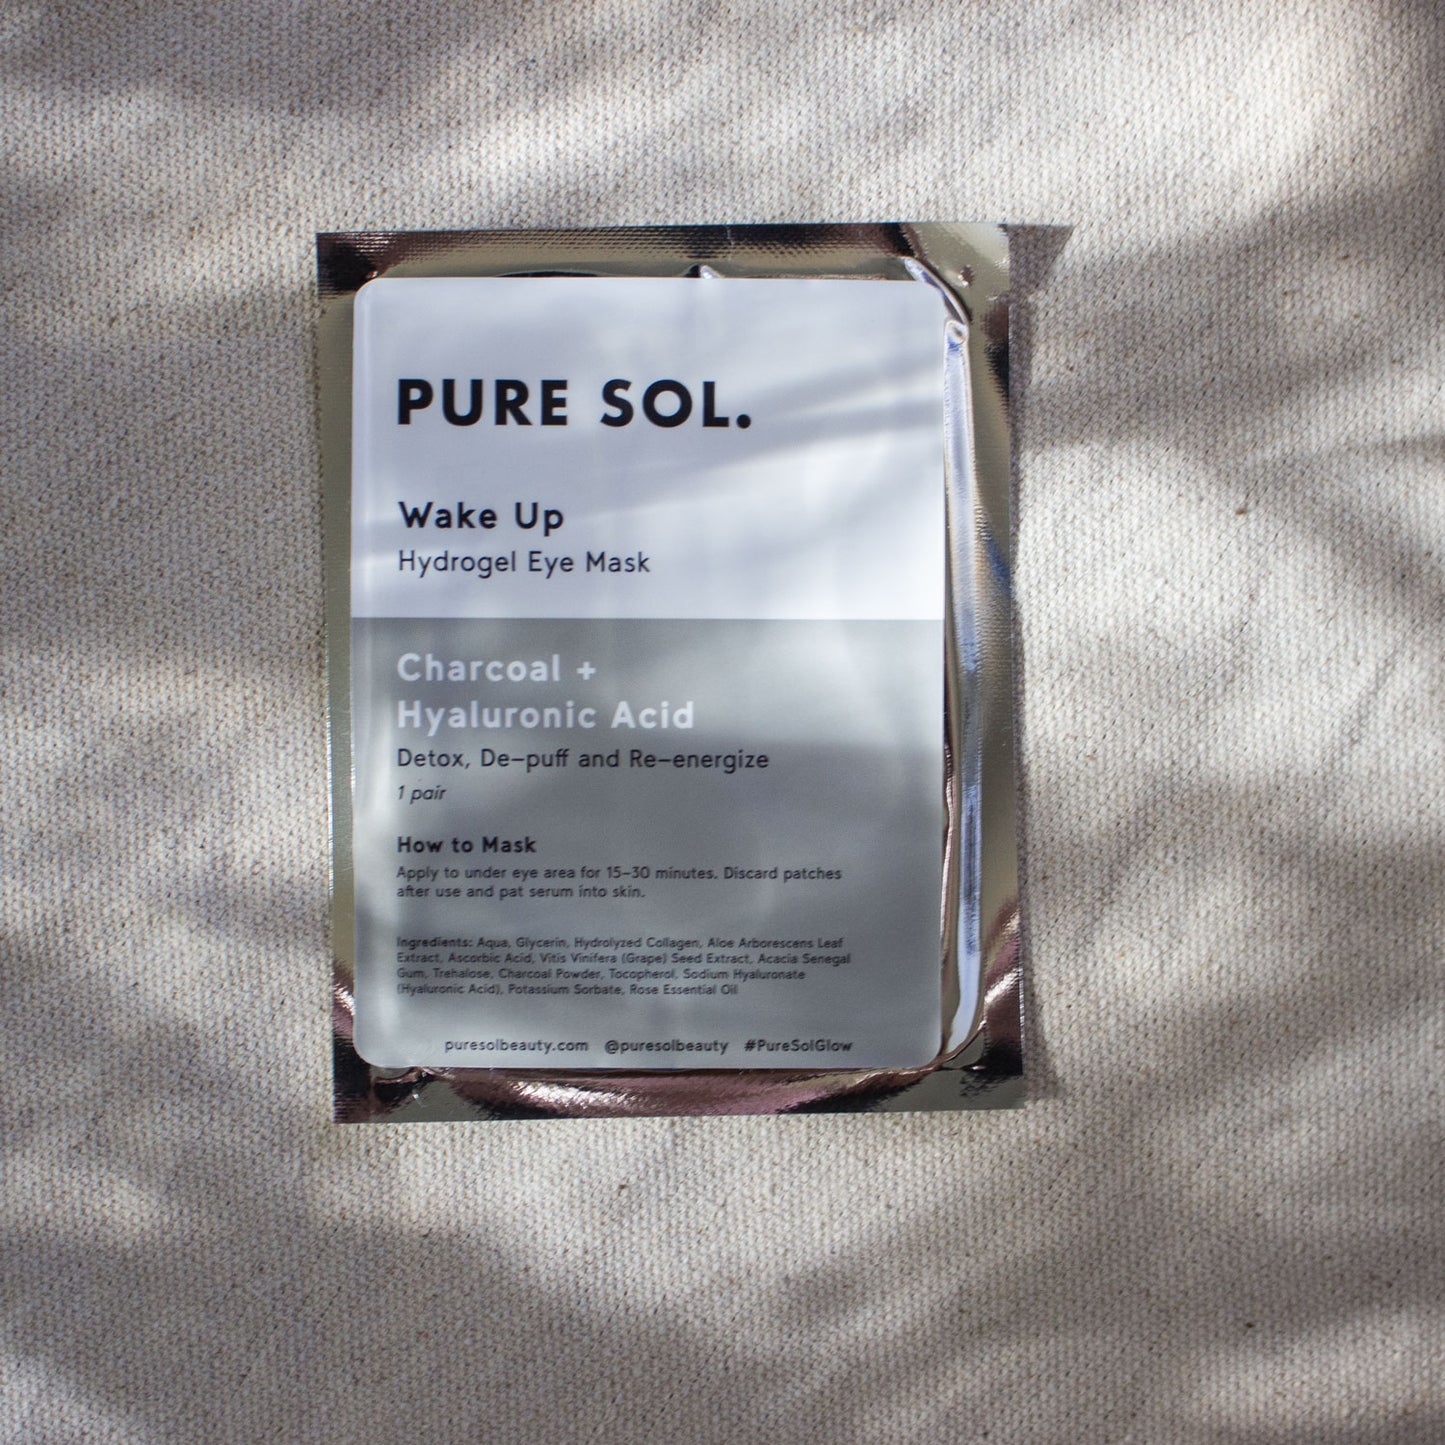 PURE SOL.
Wake Up
Hydrogel Eye Mask
Charcoal +
Hyaluronic Acid
Detox, De-puff and Re-energize
1 pair
How to Mask
Apply to under eye area for 15-30 minutes. Discard patches
after use and pat serum into skin.
Ingredients: Aqua, Glycerin, Hydrolyzed Collagen, Aloe Arborescens Leaf
Extract, Ascorbic Acid, Vitis Vinifera (Grape) Seed Extract, Acacia Senegal
Gum, Trehalose, Charcoal Powder, Tocopherol, Sodium Hyaluronate
(Hyaluronic Acid), Potassium Sorbate, Rose Essential Oil
puresolbeauty.com @puresolbeauty #PureSolGlow